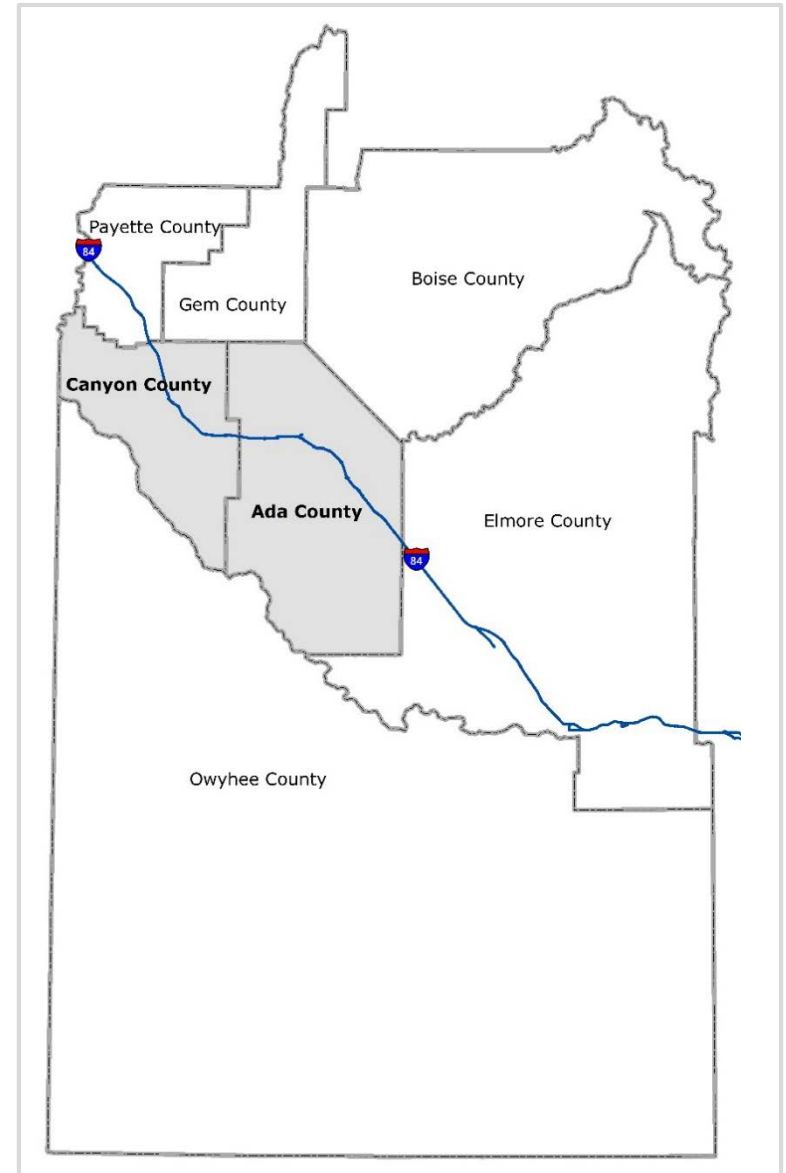 Payette County
84
Boise County
Gem County
Canyon County
Ada County
Elmore County
84
Owyhee County